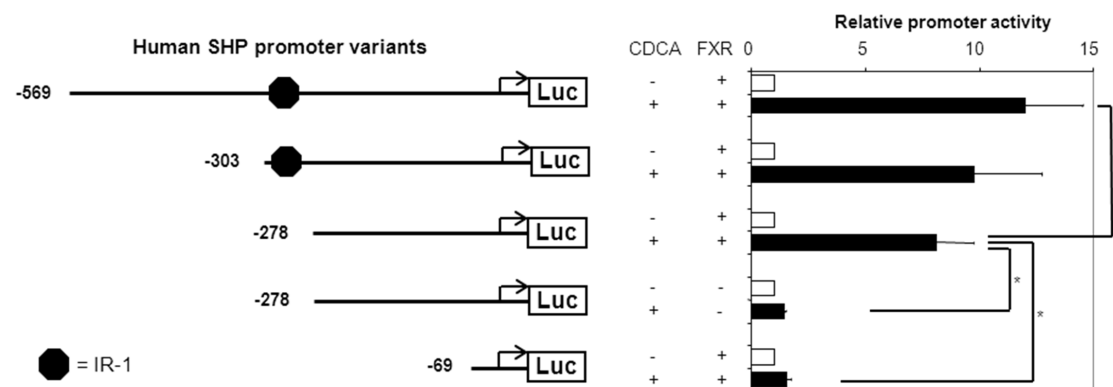 Relative promoter activity
Human SHP promoter variants
CDCA FXR 0 5 10 15
-569 Luc
- +
+ +
-303 Luc
- +
+ +
-278 Luc
- +
+ +
-278 Luc
- -
+ -
*
*
= IR-1
-69 Luc
- +
+ +